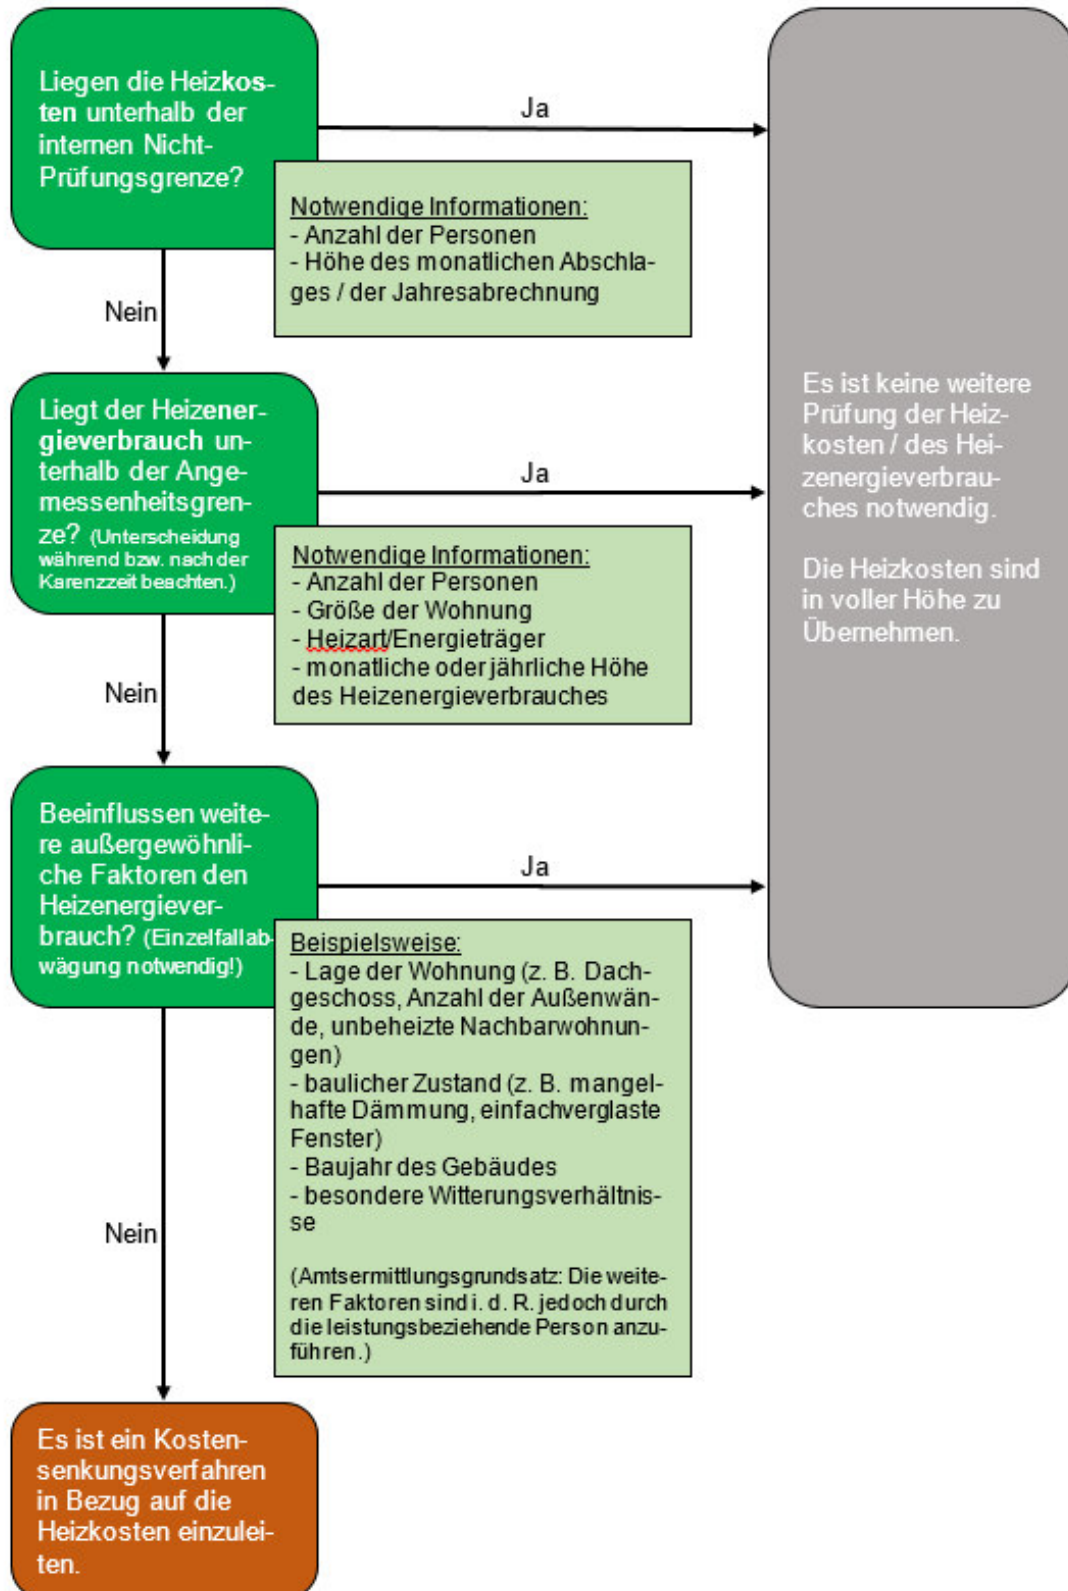 Liegen die Heizkos-
ten unterhalb der
internen Nicht-
Prüfungsgrenze?
Ja
Notwendige Informationen:
- Anzahl der Personen
- Höhe des monatlichen Abschla-
ges / der Jahresabrechnung
Nein
Liegt der Heizener-
gieverbrauch un-
terhalb der Ange-
messenheitsgren-
ze? (Unterscheidung
während bzw. nach der
Karenzzeit beachten.)
Ja
Notwendige Informationen:
- Anzahl der Personen
- Größe der Wohnung
- Heizart/Energieträger
- monatliche oder jährliche Höhe
des Heizenergieverbrauches
Nein
Beeinflussen weite-
re außergewöhnli-
che Faktoren den
Heizenergiever-
brauch? (Einzelfallab-
wägung notwendig!)
Ja
Beispielsweise:
- Lage der Wohnung (z. B. Dach-
geschoss, Anzahl der Außenwän-
de, unbeheizte Nachbarwohnun-
gen)
- baulicher Zustand (z. B. mangel-
hafte Dämmung, einfachverglaste
Fenster)
- Baujahr des Gebäudes
- besondere Witterungsverhältnis-
se
(Amtsermittlungsgrundsatz: Die weite-
ren Faktoren sind i. d. R. jedoch durch
die leistungsbeziehende Person anzu-
führen.)
Nein
Es ist ein Kosten-
senkungsverfahren
in Bezug auf die
Heizkosten einzulei-
ten.
Es ist keine weitere
Prüfung der Heiz-
kosten / des Hei-
zenergieverbrau-
ches notwendig.
Die Heizkosten sind
in voller Höhe zu
Übernehmen.